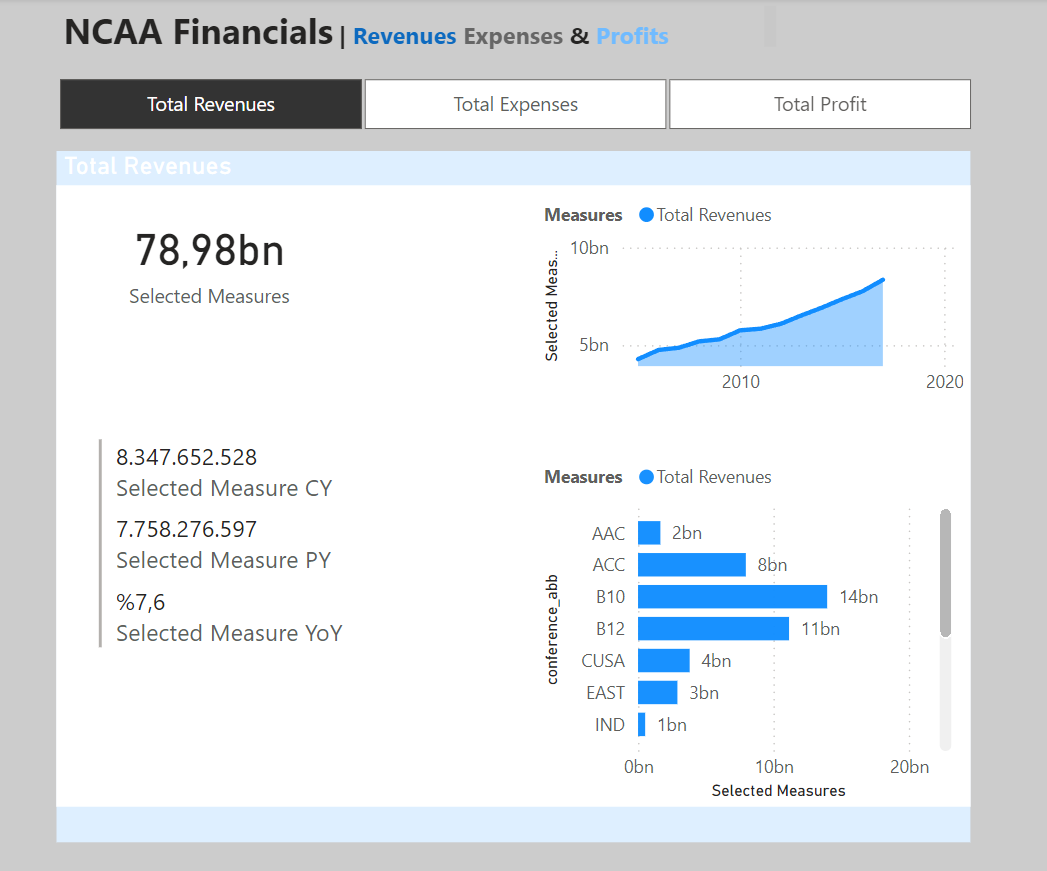 NCAA Financials | Revenues Expenses & Profits
Total Revenues
Total Expenses
Total Profit
Total Revenues
78,98bn
Selected Measures
8.347.652.528
Selected Measure CY
7.758.276.597
Selected Measure PY
%7,6
Selected Measure YoY
Measures Total Revenues
Selected Meas...
10bn
5bn
2010 2020
Measures Total Revenues
conference_abb
AAC 2bn
ACC 8bn
B10 14bn
B12 11bn
CUSA 4bn
EAST 3bn
IND 1bn
0bn 10bn 20bn
Selected Measures